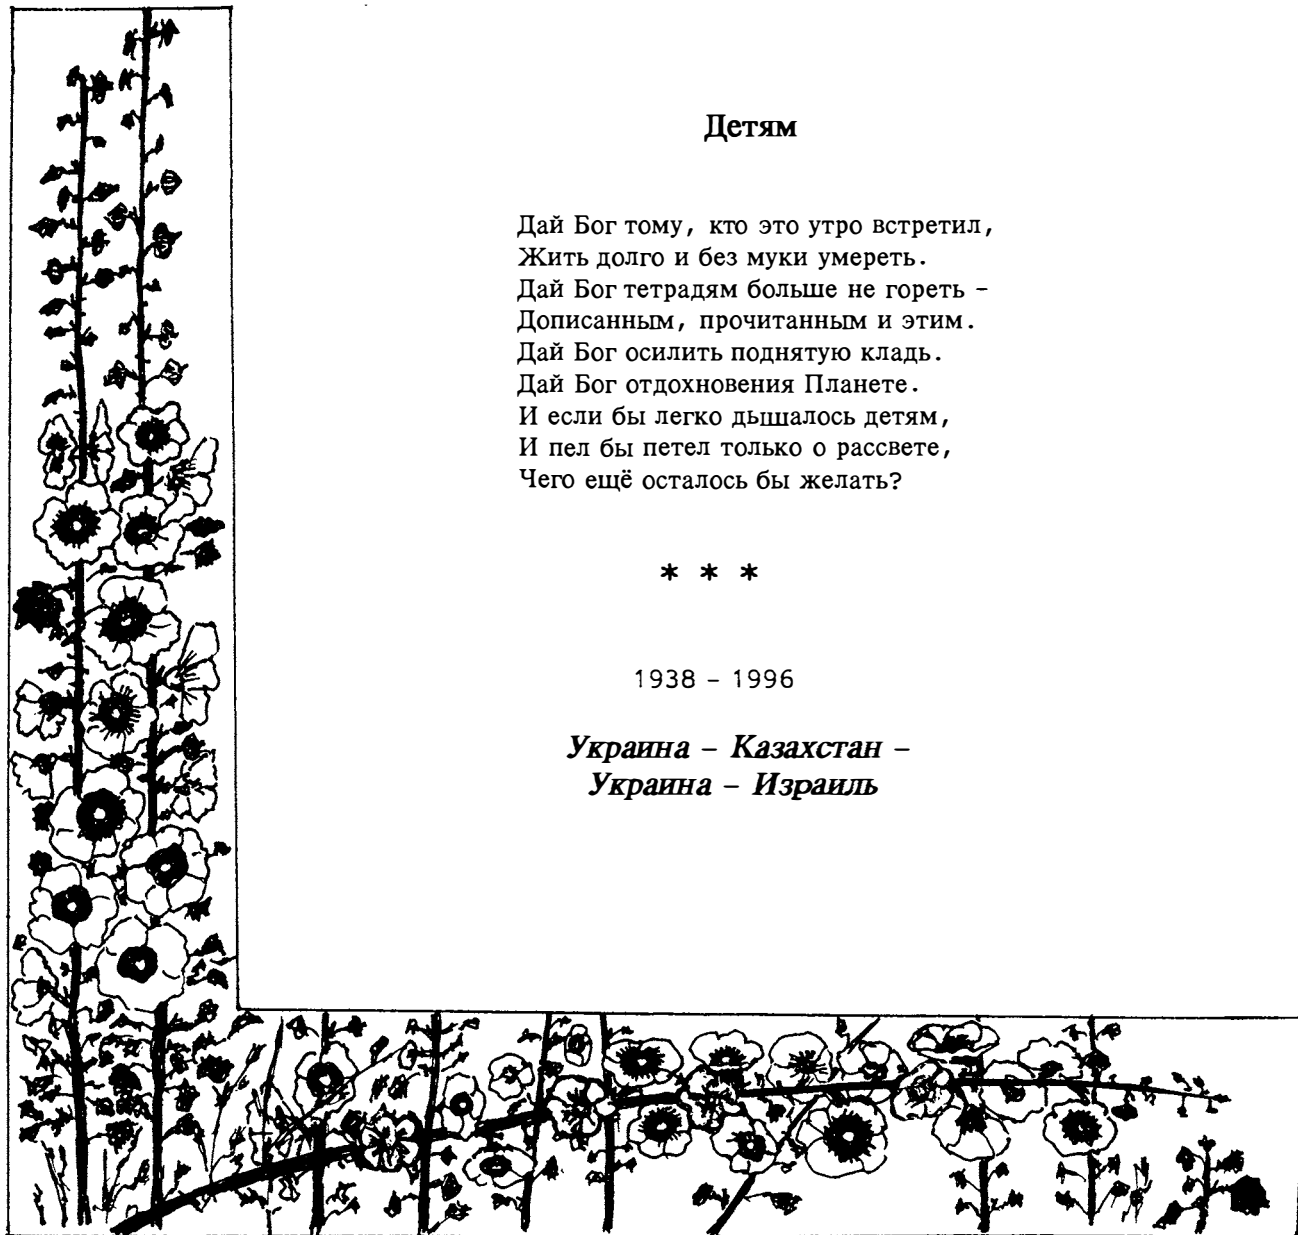 Детям
Дай Бог тому, кто это утро встретил,
Жить долго и без муки умереть.
Дай Бог тетрадям больше не гореть –
Дописанным, прочитанным и этим.
Дай Бог осилить поднятую кладь.
Дай Бог отдохновения Планете.
И если бы легко дышалось детям,
И пел бы петел только о рассвете,
Чего ещё осталось бы желать?
* * *
1938 – 1996
Украина – Казахстан –
Украина – Израиль